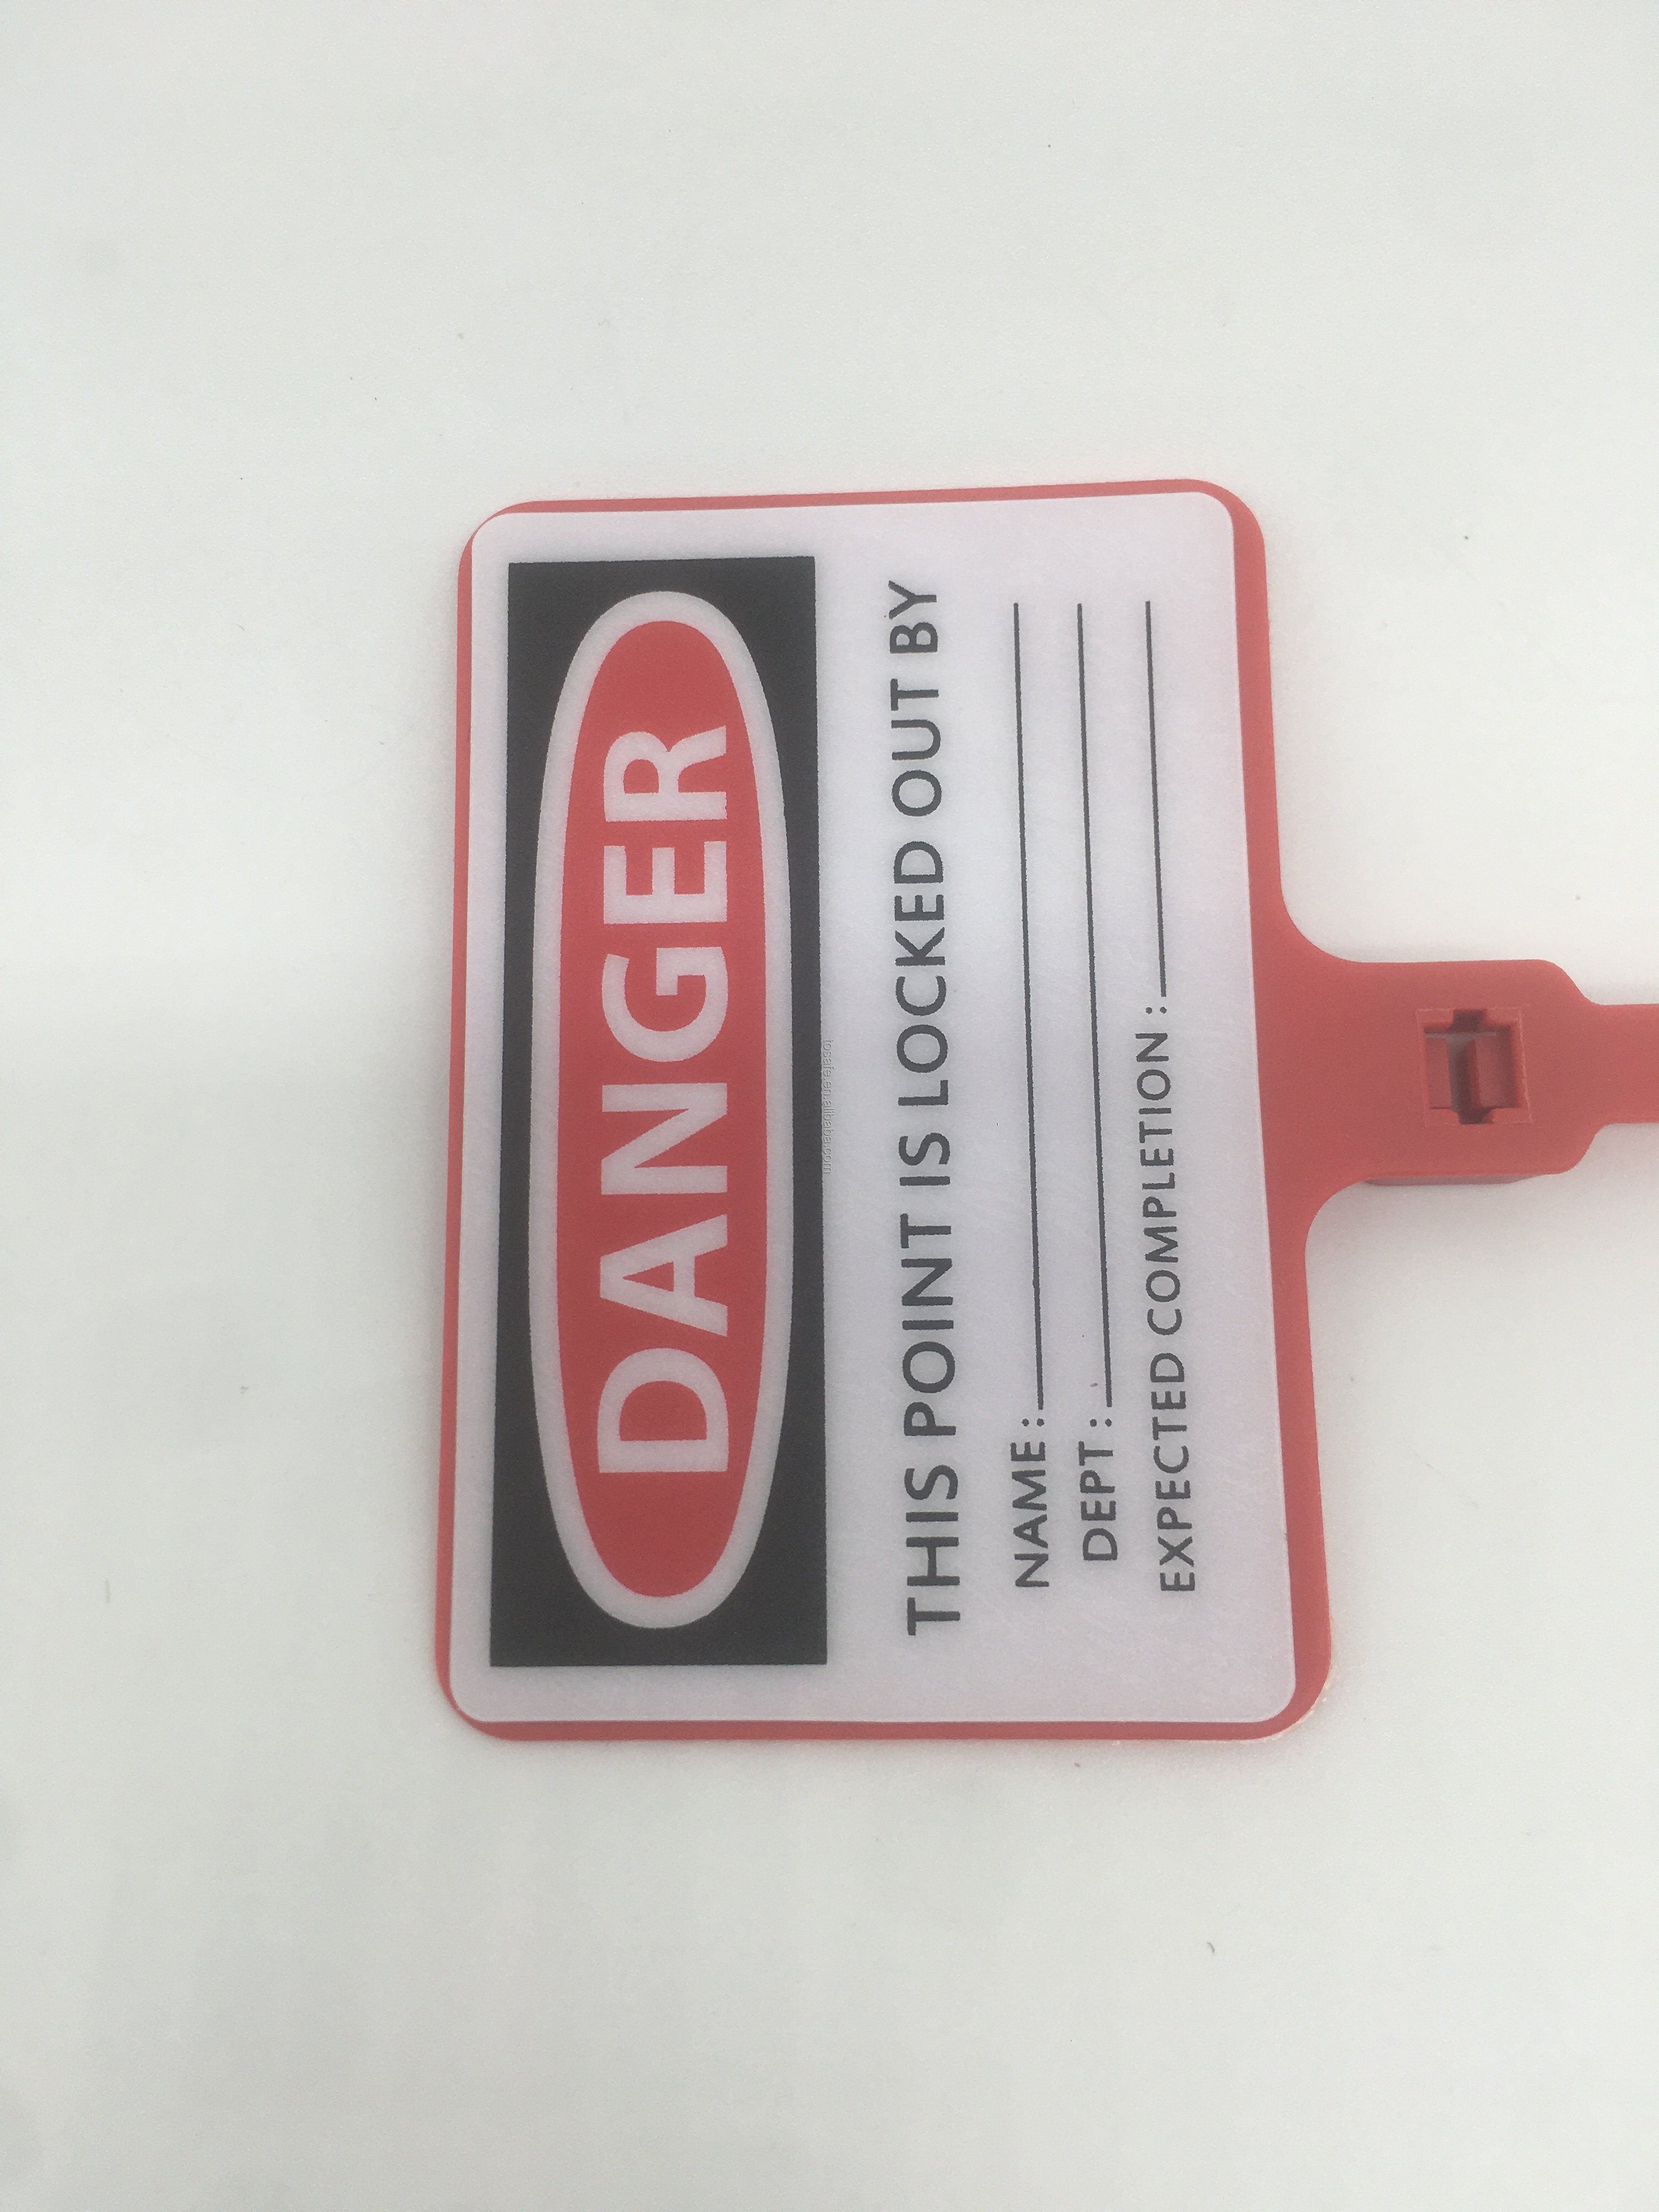 DANGER
THIS POINT IS LOCKED OUT BY
NAME :
DEPT :
EXPECTED COMPLETION :